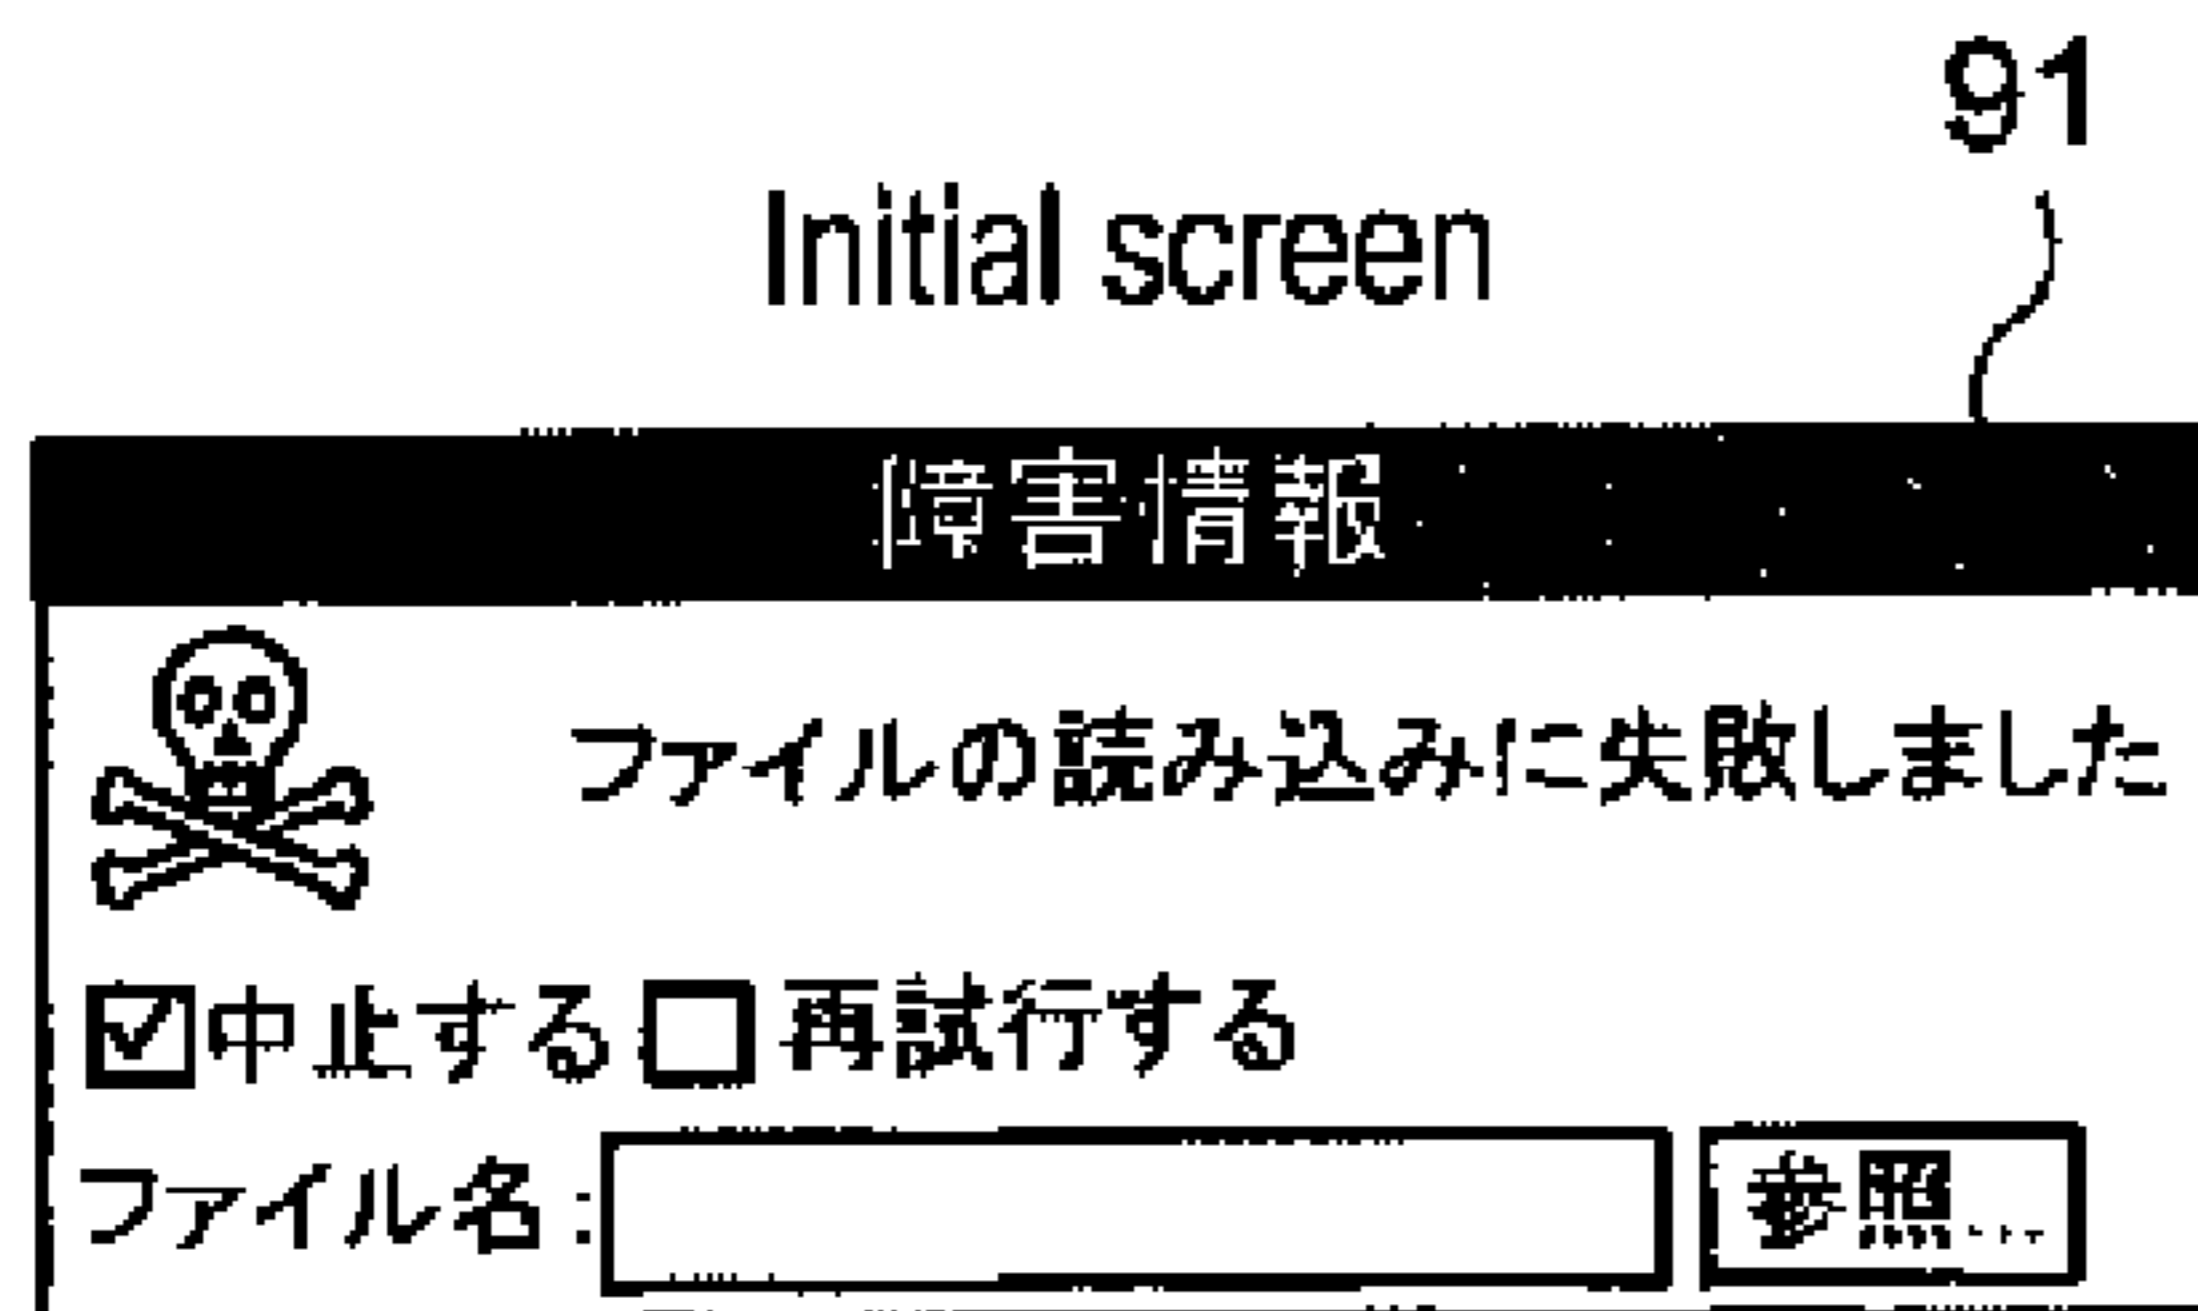 91
Initial screen
障害情報
ファイルの読み込みに失敗しました
中止する 再試行する
ファイル名: 参照...